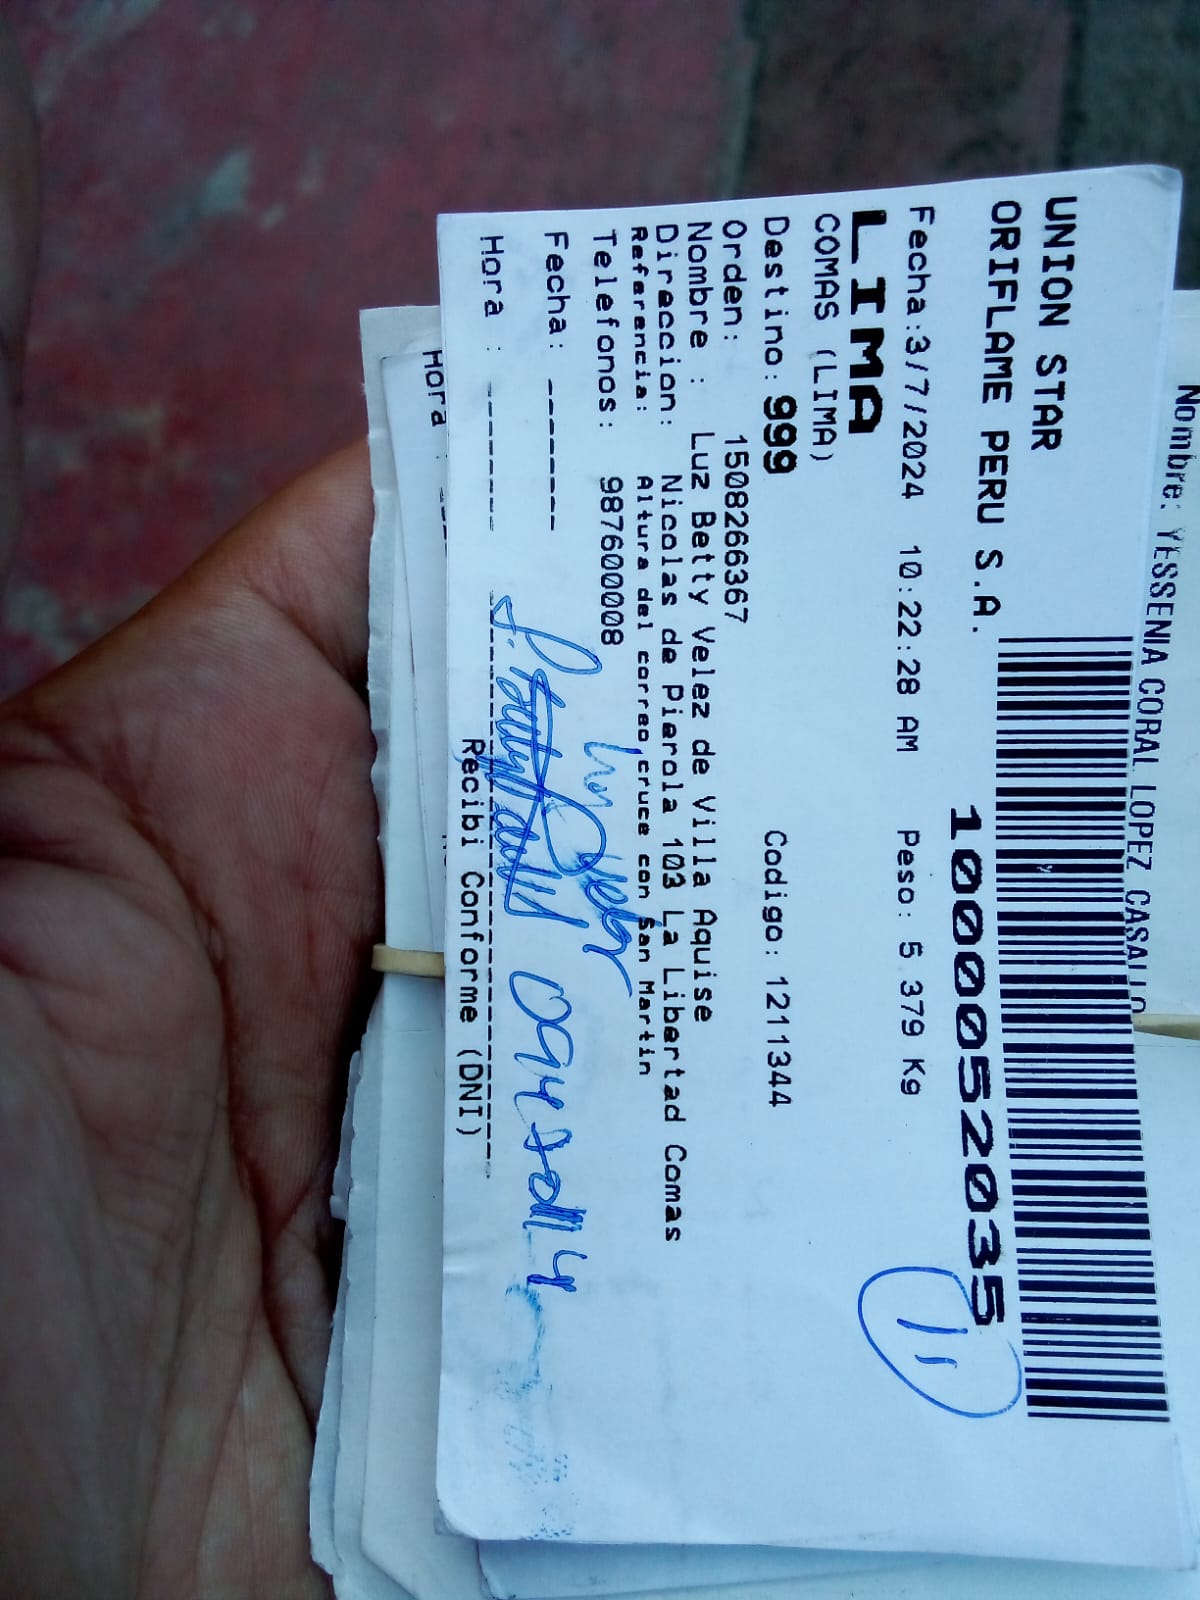 Nombre: YESSENIA CORAL LOPEZ CASALLO
UNION STAR
ORIFLAME PERU S.A.
1000052035
Fecha:3/7/2024 10:22:28 AM Peso: 5.379 Kg
11
LIMA
COMAS (LIMA)
Destino: 999 Codigo: 1211344
Orden: 1508266367
Nombre : Luz Betty Velez de Villa Aquise
Direccion: Nicolas de Pierola 103 La Libertad Comas
Referencia: Altura del correo cruce con San Martin
Telefonos: 987600008
Fecha: -------
Hora : ------
Recibi Conforme (DNI)
Hora :